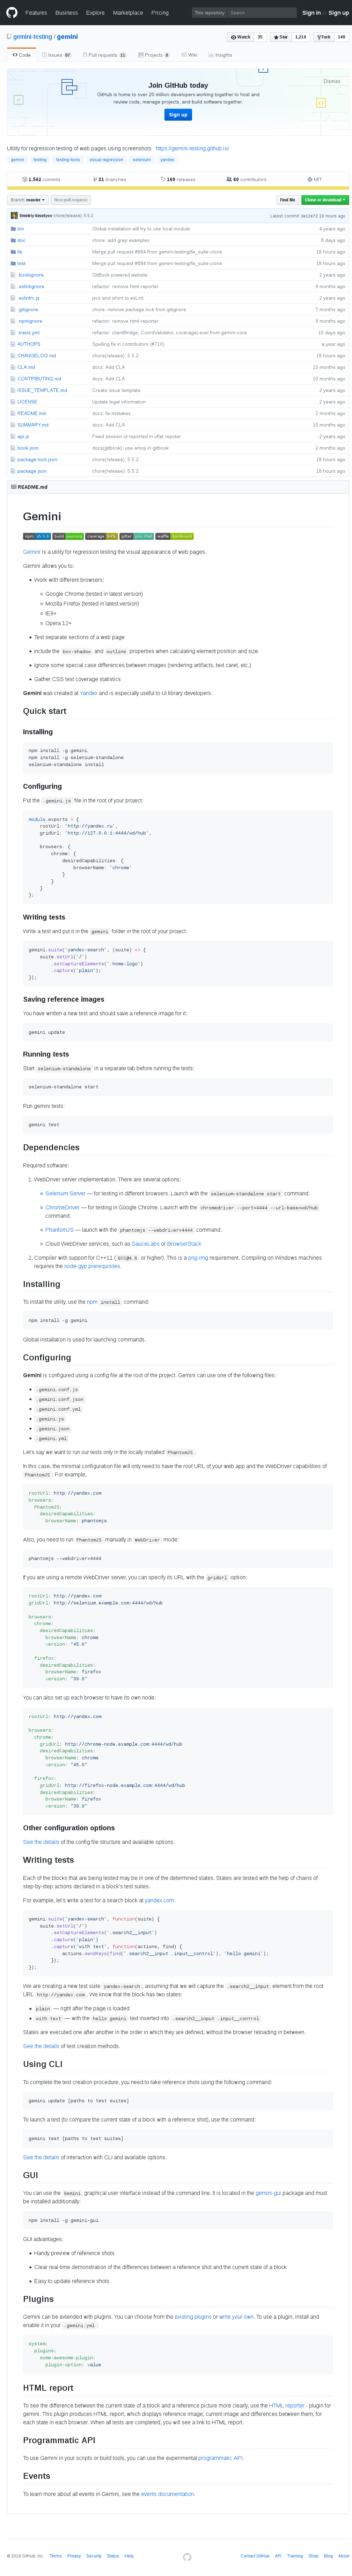 Features Business Explore Marketplace Pricing This repository Search Sign in or Sign up
gemini-testing / gemini Watch 35 Star 1,214 Fork 140
Code Issues 97 Pull requests 11 Projects 0 Wiki Insights
Dismiss
Join GitHub today
GitHub is home to over 20 million developers working together to host and
review code, manage projects, and build software together.
Sign up
Utility for regression testing of web pages using screenshots https://gemini-testing.github.io/
gemini testing testing-tools visual-regression selenium yandex
1,542 commits 21 branches 169 releases 60 contributors MIT
Branch: master New pull request Find file Clone or download
chore(release): 5.5.2 Latest commit 18 hours ago
bin Global installation will try to use local module 4 years ago
doc chore: add grep examples 8 days ago
lib 18 hours ago
test 18 hours ago
.bookignore GitBook powered website 2 years ago
.eslintignore refactor: remove html-reporter 9 months ago
.eslintrc.js jscs and jshint to esLint 2 years ago
.gitignore chore: remove package lock from gitignore 7 months ago
.npmignore refactor: remove html-reporter 9 months ago
.travis.yml refactor: clientBridge, CoordValidator, coverageLevel from gemini-core 15 days ago
AUTHORS Spelling fix in contributors (#710) a year ago
CHANGELOG.md chore(release): 5.5.2 18 hours ago
CLA.md docs: Add CLA 10 months ago
CONTRIBUTING.md docs: Add CLA 10 months ago
ISSUE_TEMPLATE.md Create issue template 2 years ago
LICENSE Update legal information 2 years ago
README.md docs: fix mistakes 2 months ago
SUMMARY.md docs: Add CLA 10 months ago
api.js Fixed session id reported in vflat repoter 2 years ago
book.json docs(gitbook): use emoji in gitbook 2 months ago
package-lock.json chore(release): 5.5.2 18 hours ago
package.json chore(release): 5.5.2 18 hours ago
README.md
Gemini
npm v5.5.2 build passing coverage gitter join chat waffle dashboard
Gemini is a utility for regression testing the visual appearance of web pages.
Gemini allows you to:
Work with different browsers:
Google Chrome (tested in latest version)
Mozilla Firefox (tested in latest version)
IE8+
Opera 12+
Test separate sections of a web page
Include the box-shadow and outline properties when calculating element position and size
Ignore some special case differences between images (rendering artifacts, text caret, etc.)
Gather CSS test coverage statistics
Gemini was created at Yandex and is especially useful to UI library developers.
Quick start
Installing
npm install -g gemini
npm install -g selenium-standalone
selenium-standalone install
Configuring
Put the .gemini.js file in the root of your project:
module.exports = {
rootUrl: 'http://yandex.ru',
gridUrl: 'http://127.0.0.1:4444/wd/hub',
browsers: {
chrome: {
desiredCapabilities: {
browserName: 'chrome'
}
}
}
};
Writing tests
Write a test and put it in the gemini folder in the root of your project:
gemini.suite('yandex-search', (suite) => {
suite.setUrl('/')
.setCaptureElements('.home-logo')
.capture('plain');
});
Saving reference images
You have written a new test and should save a reference image for it:
gemini update
Running tests
Start selenium-standalone in a separate tab before running the tests:
selenium-standalone start
Run gemini tests:
gemini test
Dependencies
Required software:
1. WebDriver server implementation. There are several options:
Selenium Server — for testing in different browsers. Launch with the selenium-standalone start command.
ChromeDriver — for testing in Google Chrome. Launch with the chromedriver --port=4444 --url-base=wd/hub
command.
PhantomJS — launch with the phantomjs --webdriver=4444 command.
Cloud WebDriver services, such as SauceLabs or BrowserStack
2. Compiler with support for C++11 ( gcc@4.6 or higher). This is a png-img requirement. Compiling on Windows machines
requires the node-gyp prerequisites.
Installing
To install the utility, use the npm install command:
npm install -g gemini
Global installation is used for launching commands.
Configuring
Gemini is configured using a config file at the root of the project. Gemini can use one of the following files:
.gemini.conf.js
.gemini.conf.json
.gemini.conf.yml
.gemini.js
.gemini.json
.gemini.yml
Let's say we want to run our tests only in the locally installed PhantomJS .
In this case, the minimal configuration file will only need to have the root URL of your web app and the WebDriver capabilities of
PhantomJS : For example,
rootUrl: http://yandex.com
browsers:
PhantomJS:
desiredCapabilities:
browserName: phantomjs
Also, you need to run PhantomJS manually in WebDriver mode:
phantomjs --webdriver=4444
If you are using a remote WebDriver server, you can specify its URL with the gridUrl option:
rootUrl: http://yandex.com
gridUrl: http://selenium.example.com:4444/wd/hub
browsers:
chrome:
desiredCapabilities:
browserName: chrome
version: "45.0"
firefox:
desiredCapabilities:
browserName: firefox
version: "39.0"
You can also set up each browser to have its own node:
rootUrl: http://yandex.com
browsers:
chrome:
gridUrl: http://chrome-node.example.com:4444/wd/hub
desiredCapabilities:
browserName: chrome
version: "45.0"
firefox:
gridUrl: http://firefox-node.example.com:4444/wd/hub
desiredCapabilities:
browserName: firefox
version: "39.0"
Other configuration options
See the details of the config file structure and available options.
Writing tests
Each of the blocks that are being tested may be in one of the determined states. States are tested with the help of chains of
step-by-step actions declared in a block's test suites.
For example, let's write a test for a search block at yandex.com:
gemini.suite('yandex-search', function(suite) {
suite.setUrl('/')
.setCaptureElements('.search2__input')
.capture('plain')
.capture('with text', function(actions, find) {
actions.sendKeys(find('.search2__input .input__control'), 'hello gemini');
});
});
We are creating a new test suite yandex-search , assuming that we will capture the .search2__input element from the root
URL http://yandex.com . We know that the block has two states:
plain — right after the page is loaded
with text — with the hello gemini text inserted into .search2__input .input__control
States are executed one after another in the order in which they are defined, without the browser reloading in between.
See the details of test creation methods.
Using CLI
To complete the test creation procedure, you need to take reference shots using the following command:
gemini update [paths to test suites]
To launch a test (to compare the current state of a block with a reference shot), use the command:
gemini test [paths to test suites]
See the details of interaction with CLI and available options.
GUI
You can use the Gemini graphical user interface instead of the command line. It is located in the gemini-gui package and must
be installed additionally:
npm install -g gemini-gui
GUI advantages:
Handy preview of reference shots
Clear real-time demonstration of the differences between a reference shot and the current state of a block
Easy to update reference shots
Plugins
Gemini can be extended with plugins. You can choose from the existing plugins or write your own. To use a plugin, install and
enable it in your .gemini.yml :
system:
plugins:
some-awesome-plugin:
plugin-option: value
HTML report
To see the difference between the current state of a block and a reference picture more clearly, use the HTML reporter - plugin for
gemini. This plugin produces HTML report, which displays reference image, current image and differences between them, for
each state in each browser. When all tests are completed, you will see a link to HTML report.
Programmatic API
To use Gemini in your scripts or build tools, you can use the experimental programmatic API.
Events
To learn more about all events in Gemini, see the events documentation.
© 2018 GitHub, Inc. Terms Privacy Security Status Help Contact GitHub API Training Shop Blog About